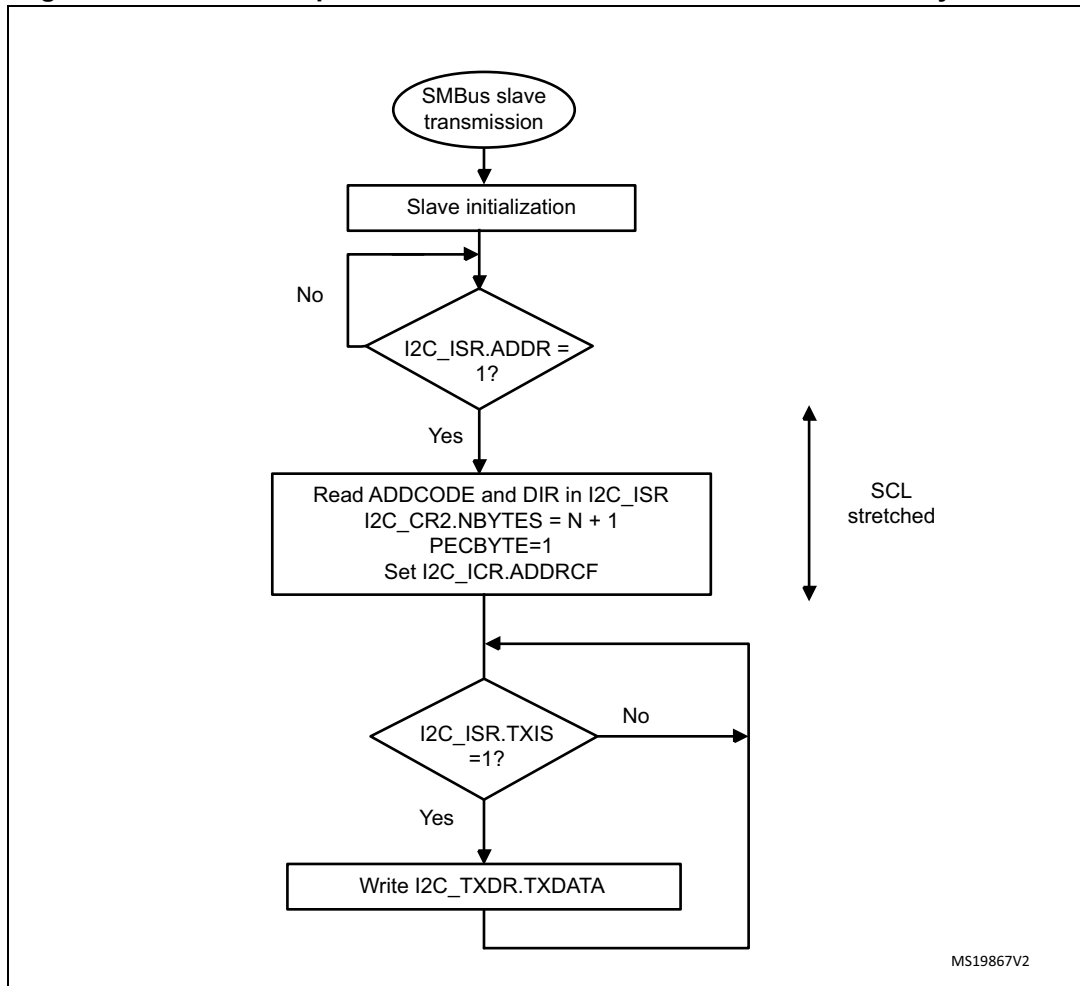 SMBus slave
transmission
Slave initialization
No
I2C_ISR.ADDR =
1?
Yes
Read ADDCODE and DIR in I2C_ISR
I2C_CR2.NBYTES = N + 1
PECBYTE=1
Set I2C_ICR.ADDRCF
SCL
stretched
I2C_ISR.TXIS
=1?
No
Yes
Write I2C_TXDR.TXDATA
MS19867V2